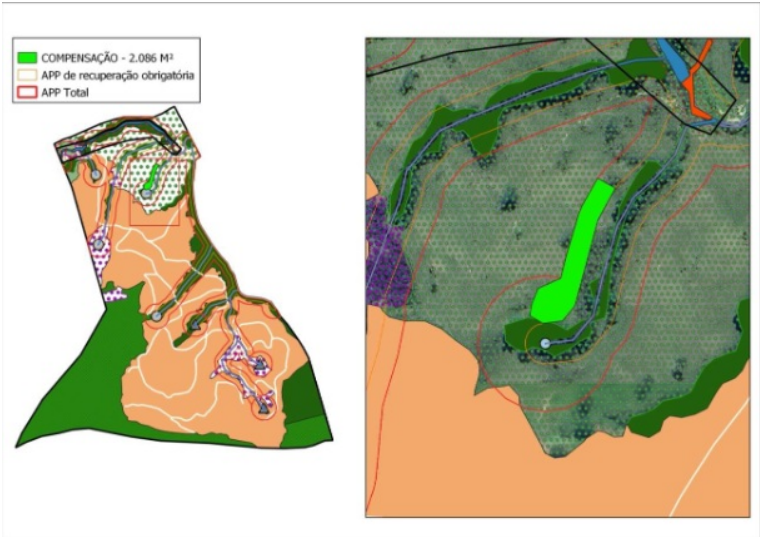 COMPENSAÇÃO - 2.086 M²
APP de recuperação obrigatória
APP Total